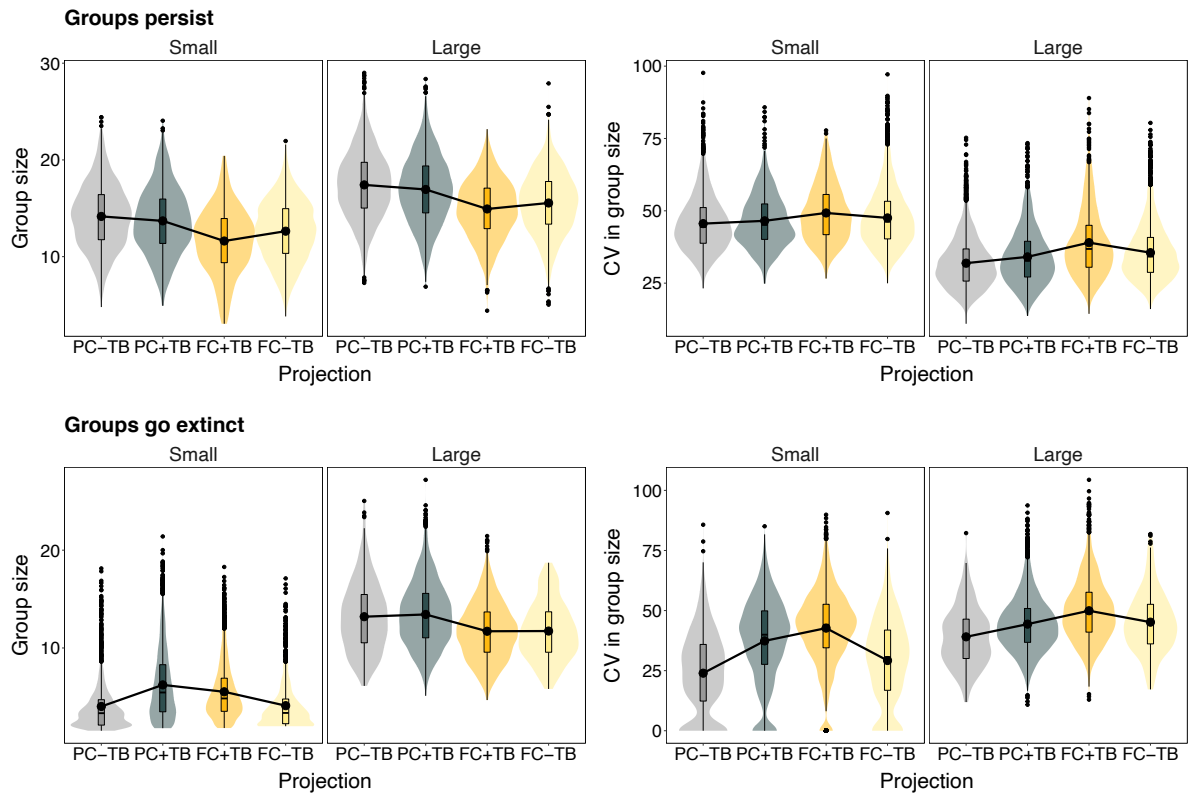 Groups persist
Small Large
Group size
30
20
10
PC−TB PC+TB FC+TB FC−TB PC−TB PC+TB FC+TB FC−TB
Projection
Small Large
CV in group size
100
75
50
25
PC−TB PC+TB FC+TB FC−TB PC−TB PC+TB FC+TB FC−TB
Projection
Groups go extinct
Small Large
Group size
20
10
PC−TB PC+TB FC+TB FC−TB PC−TB PC+TB FC+TB FC−TB
Projection
Small Large
CV in group size
100
75
50
25
0
PC−TB PC+TB FC+TB FC−TB PC−TB PC+TB FC+TB FC−TB
Projection